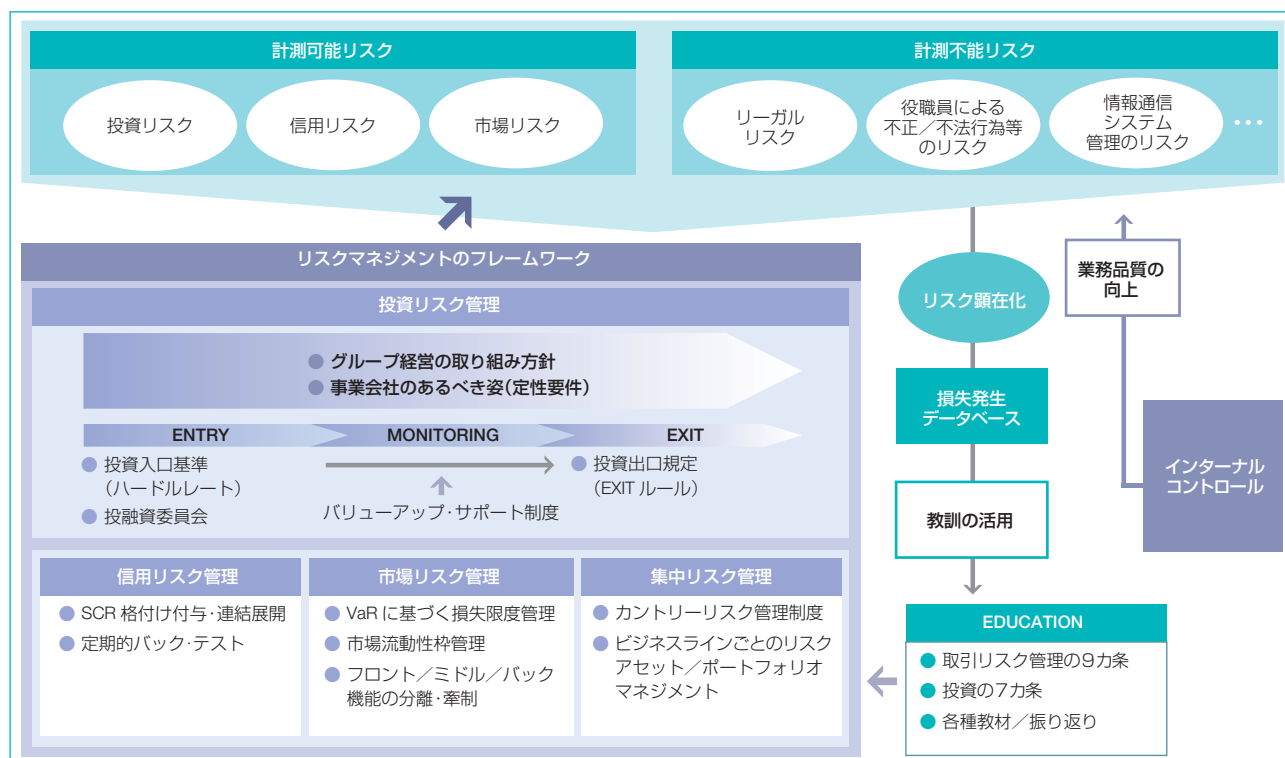 計測可能リスク
投資リスク
信用リスク
市場リスク
計測不能リスク
リーガル
リスク
役職員による
不正／不法行為等
のリスク
情報通信
システム
管理のリスク
…
リスクマネジメントのフレームワーク
投資リスク管理
● グループ経営の取り組み方針
● 事業会社のあるべき姿（定性要件）
ENTRY
MONITORING
EXIT
● 投資入口基準
（ハードルレート）
● 投融資委員会
バリューアップ・サポート制度
● 投資出口規定
（EXIT ルール）
信用リスク管理
● SCR 格付け付与・連結展開
● 定期的バック・テスト
市場リスク管理
● VaR に基づく損失限度管理
● 市場流動性枠管理
● フロント／ミドル／バック
機能の分離・牽制
集中リスク管理
● カントリーリスク管理制度
● ビジネスラインごとのリスク
アセット／ポートフォリオ
マネジメント
リスク顕在化
損失発生
データベース
教訓の活用
EDUCATION
● 取引リスク管理の9カ条
● 投資の7カ条
● 各種教材／振り返り
業務品質の
向上
インターナル
コントロール